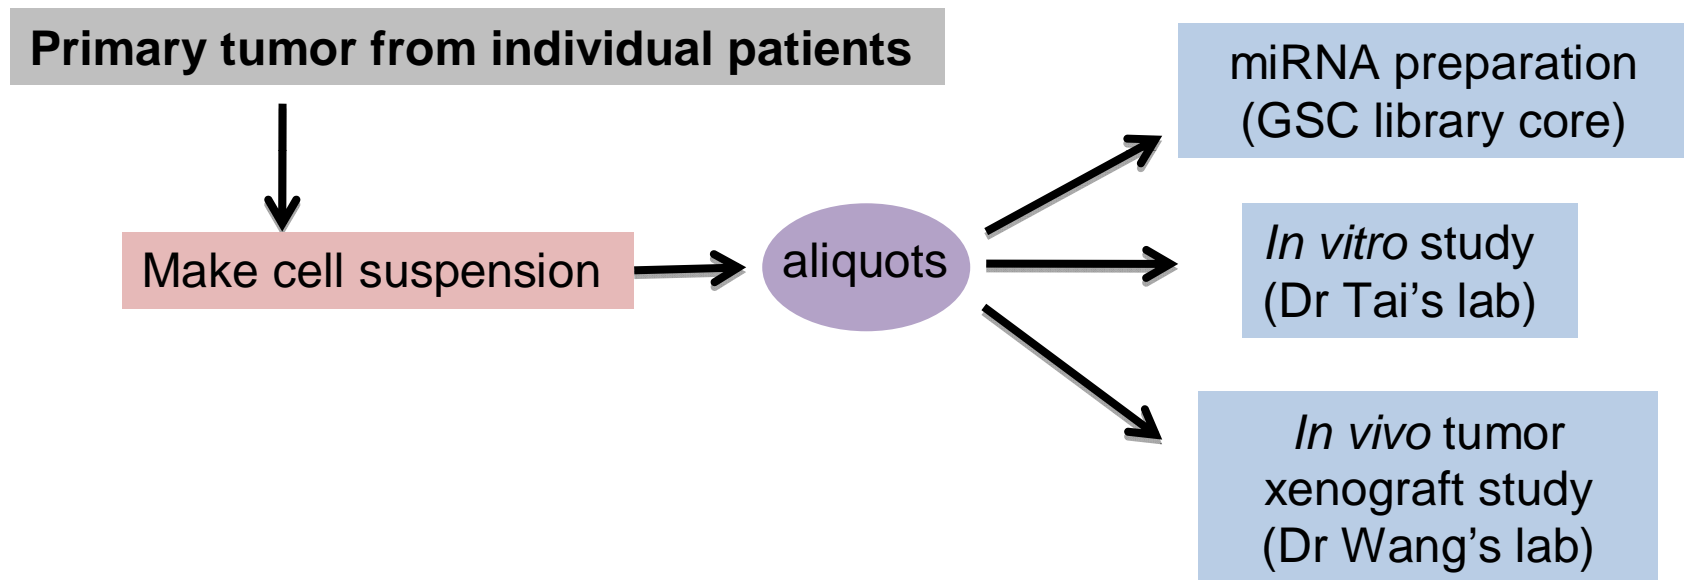 Primary tumor from individual patients
Make cell suspension
aliquots
miRNA preparation
(GSC library core)
In vitro study
(Dr Tai’s lab)
In vivo tumor
xenograft study
(Dr Wang’s lab)